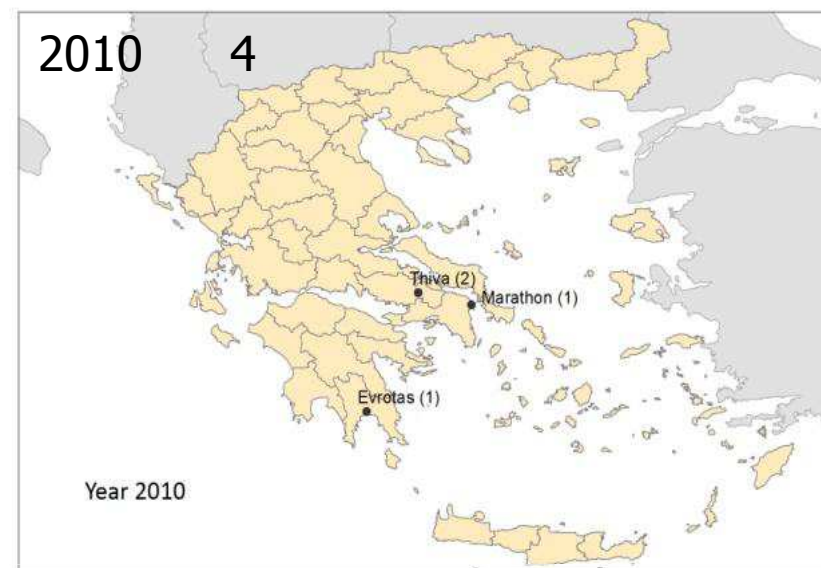 2010 4
Thiva (2)
Marathon (1)
Evrotas (1)
Year 2010